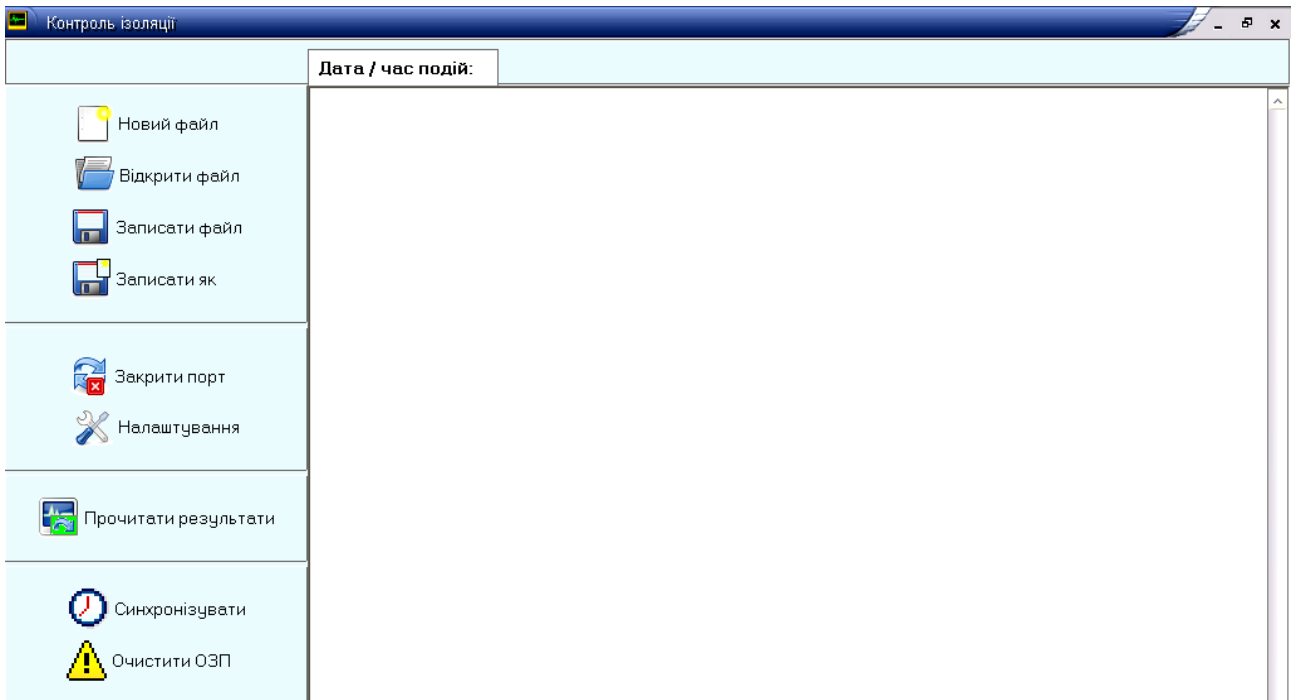 Контроль ізоляції
Дата / час подій:
Новий файл
Відкрити файл
Записати файл
Записати як
Закрити порт
Налаштування
Прочитати результати
Синхронізувати
Очистити ОЗП